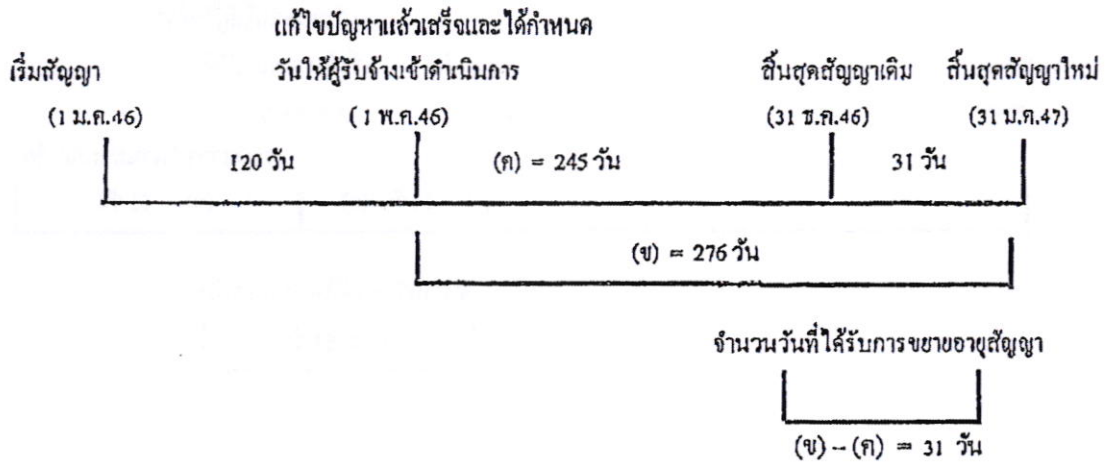 แก้ไขปัญหาแล้วเสร็จและได้กำหนด
เริ่มสัญญา วันให้ผู้รับจ้างเข้าดำเนินการ สิ้นสุดสัญญาเดิม สิ้นสุดสัญญาใหม่
(1 ม.ค.46) (1 พ.ค.46) (31 ธ.ค.46) (31 ม.ค.47)
120 วัน (ค) = 245 วัน 31 วัน
(ข) = 276 วัน
จำนวนวันที่ได้รับการขยายอายุสัญญา
(ข) – (ค) = 31 วัน